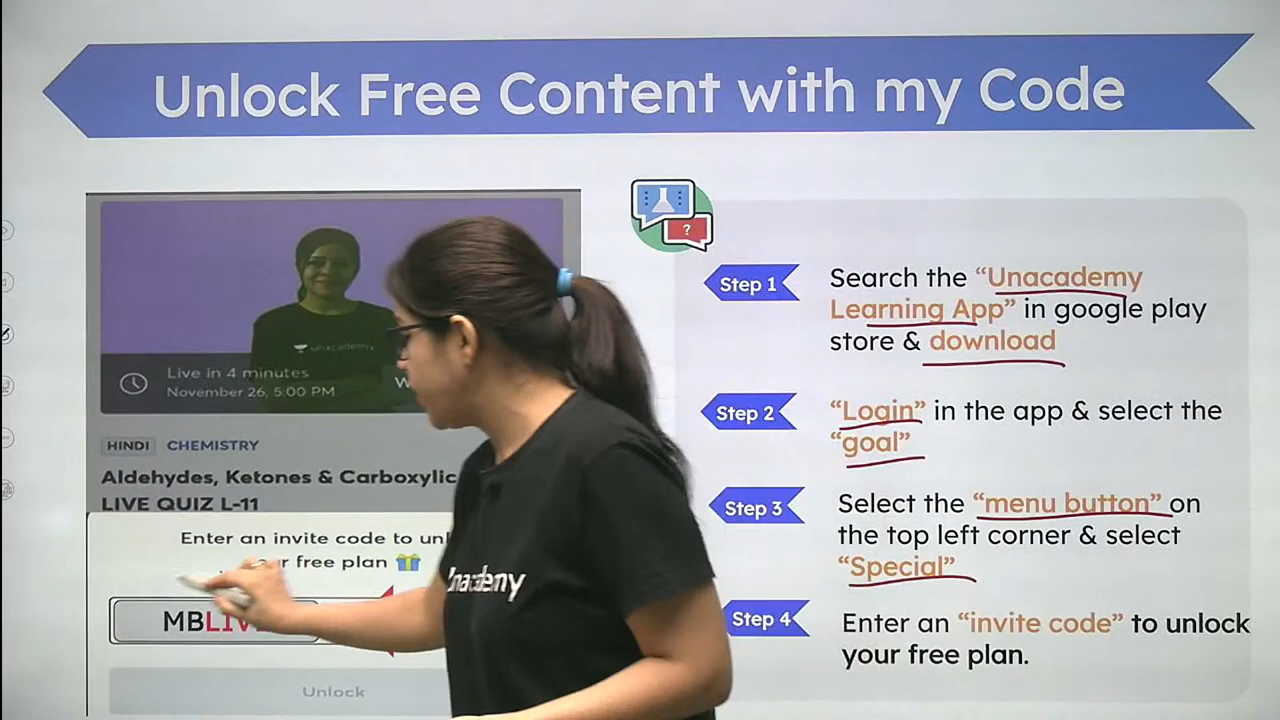 Unlock Free Content with my Code
unacademy
Live in 4 minutes
November 26, 5:00 PM
HINDI CHEMISTRY
Aldehydes, Ketones & Carboxylic
LIVE QUIZ L-11
Enter an invite code to
free plan
Unlock
unacademy
Step 1
Search the “Unacademy
Learning App” in google play
store & download
Step 2
“Login” in the app & select the
“goal”
Step 3
Select the “menu button” on
the top left corner & select
“Special”
Step 4
Enter an “invite code” to unlock
your free plan.